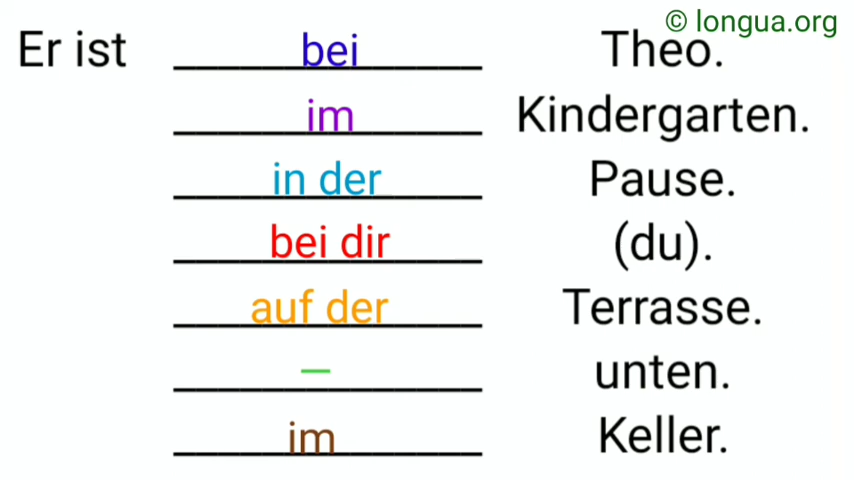 © longua.org
Er ist bei Theo.
im Kindergarten.
in der Pause.
bei dir (du).
auf der Terrasse.
– unten.
im Keller.